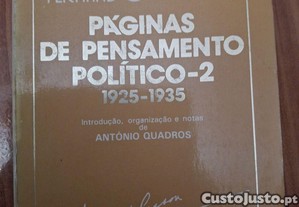 PÁGINAS
DE PENSAMENTO
POLÍTICO-2
1925-1935
Introdução, organização e notas
de
ANTÓNIO QUADROS
CustoJusto.pt